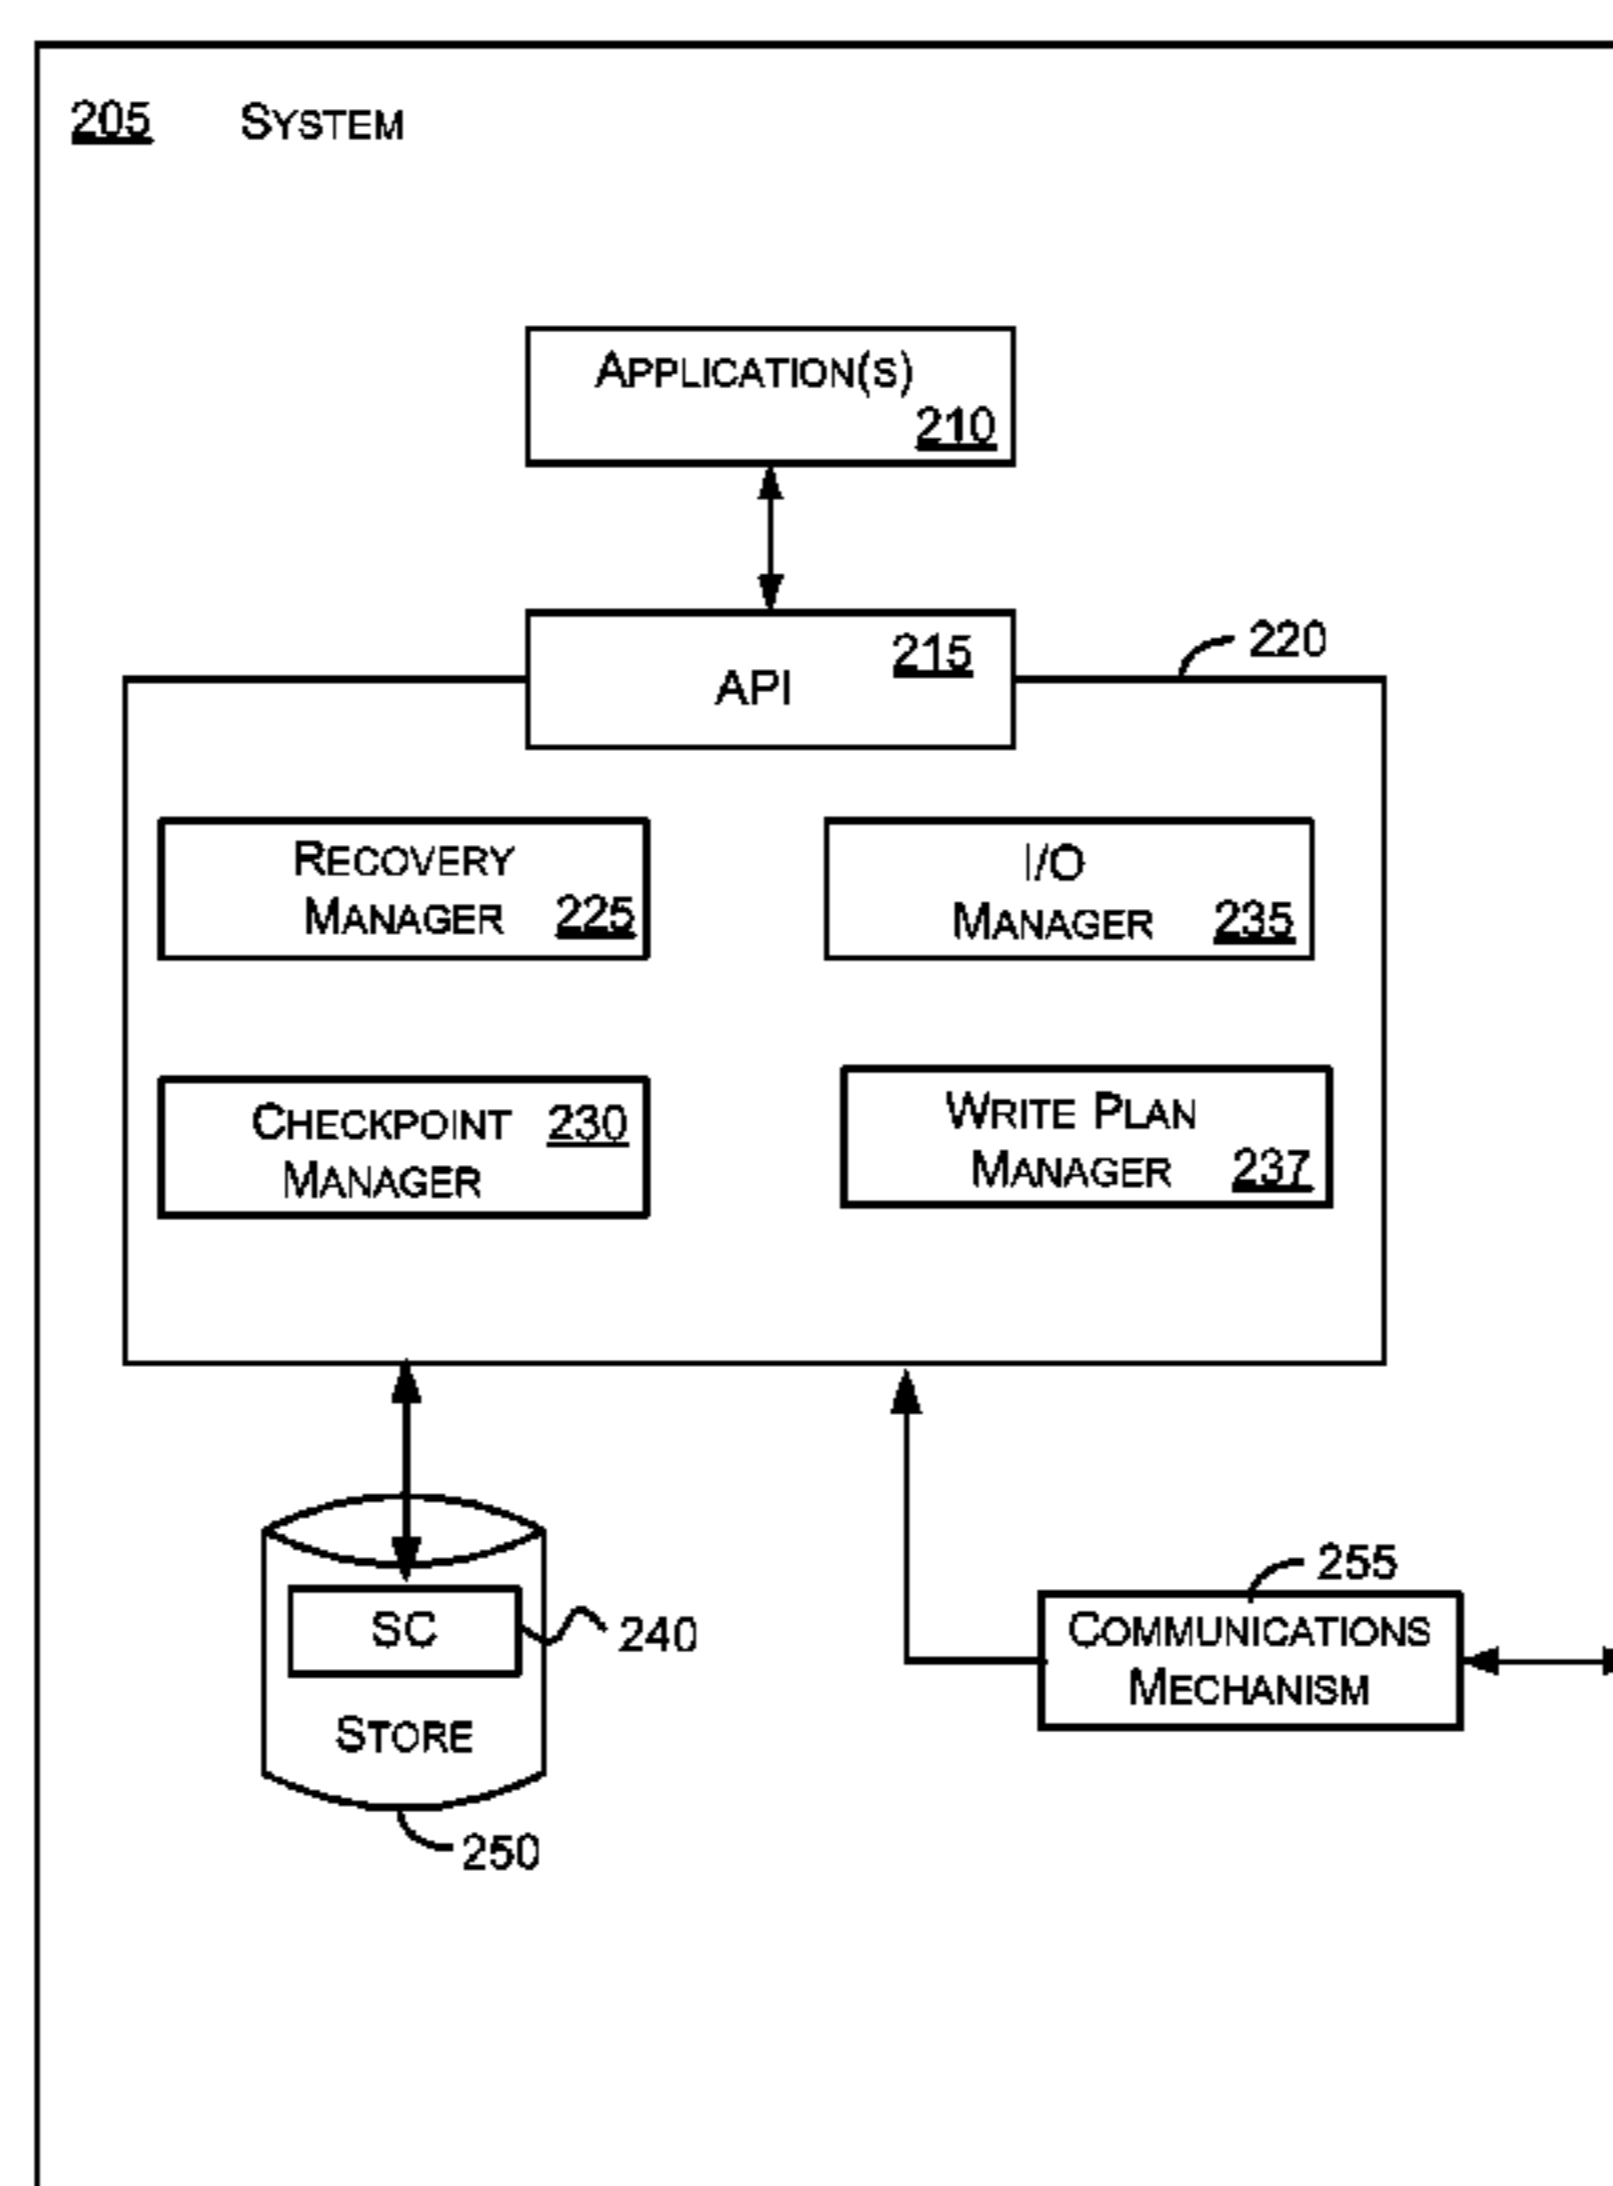 205 SYSTEM
APPLICATION(S)
210
215
API
220
RECOVERY
MANAGER 225
I/O
MANAGER 235
CHECKPOINT 230
MANAGER
WRITE PLAN
MANAGER 237
SC
240
STORE
250
255
COMMUNICATIONS
MECHANISM